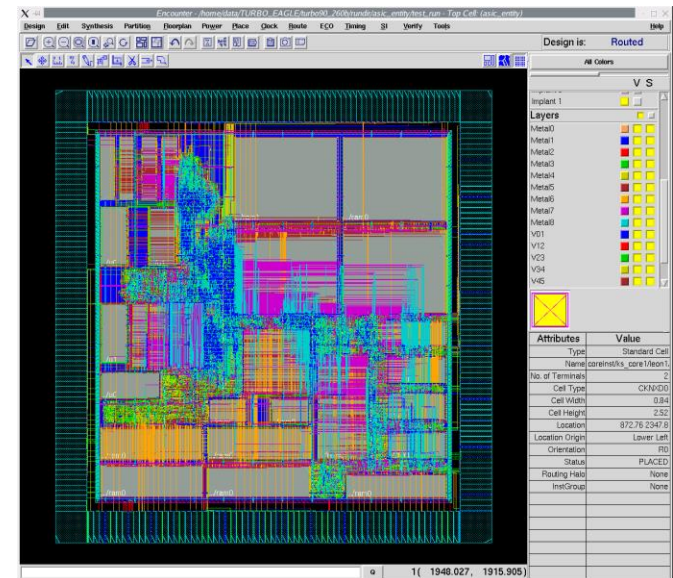 Encounter - /home/data/TURBO_EAGLE/turbo90_260b/rundir/asic_entity/test_run - Top Cell: (asic_entity)
Design Edit Synthesis Partition Floorplan Power Place Clock Route ECO Timing SI Verify Tools Help
Design is: Routed
All Colors
V S
Implant 1
Layers
Metal0
Metal1
Metal2
Metal3
Metal4
Metal5
Metal6
Metal7
Metal8
V01
V12
V23
V34
V45
Attributes Value
Type Standard Cell
Name coreinst/ks_core1/leon1/
No. of Terminals 2
Cell Type CKNXD0
Cell Width 0.84
Cell Height 2.52
Location 872.76 2347.8
Location Origin Lower Left
Orientation R0
Status PLACED
Routing Halo None
InstGroup None
Q 1( 1948.027, 1915.905)